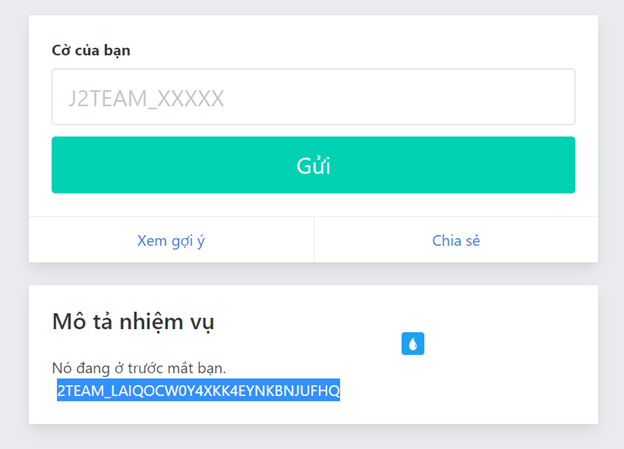 Cờ của bạn
J2TEAM_XXXXX
Gửi
Xem gợi ý
Chia sẻ
Mô tả nhiệm vụ
Nó đang ở trước mắt bạn.
2TEAM_LAIQOCW0Y4XKK4EYNKBNJUFHQ